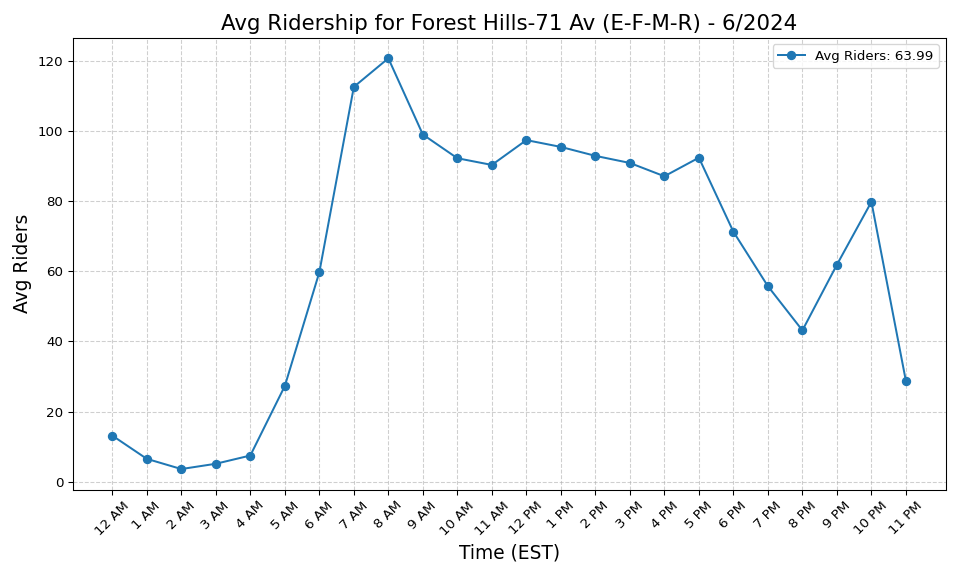 Avg Ridership for Forest Hills-71 Av (E-F-M-R) - 6/2024
Avg Riders: 63.99
Avg Riders
120
100
80
60
40
20
0
12 AM
1 AM
2 AM
3 AM
4 AM
5 AM
6 AM
7 AM
8 AM
9 AM
10 AM
11 AM
12 PM
1 PM
2 PM
3 PM
4 PM
5 PM
6 PM
7 PM
8 PM
9 PM
10 PM
11 PM
Time (EST)